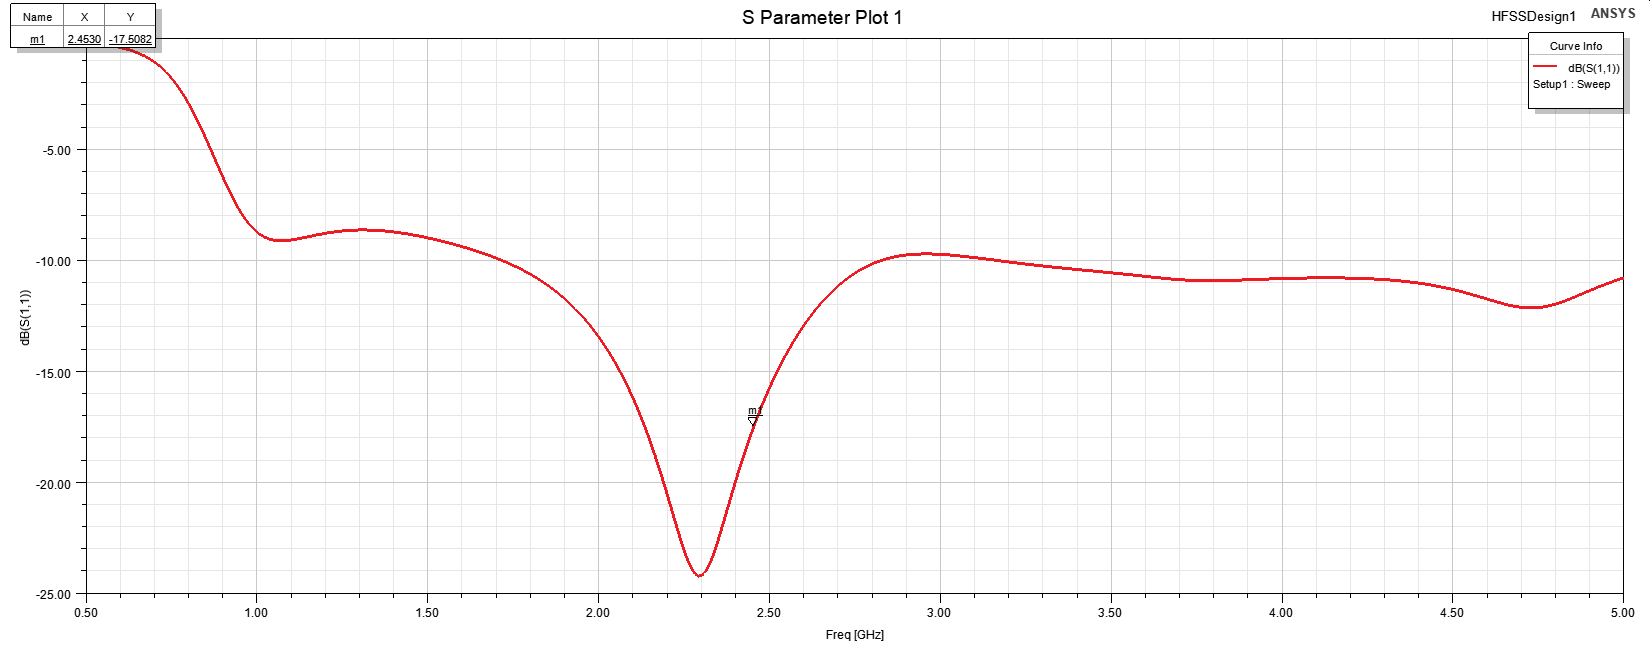 S Parameter Plot 1
HFSSDesign1 ANSYS
Name X Y
m1 2.4530 -17.5082
Curve Info
dB(S(1,1))
Setup1 : Sweep
-5.00
-10.00
-15.00
-20.00
-25.00
dB(S(1,1))
m1
0.50 1.00 1.50 2.00 2.50 3.00 3.50 4.00 4.50 5.00
Freq [GHz]